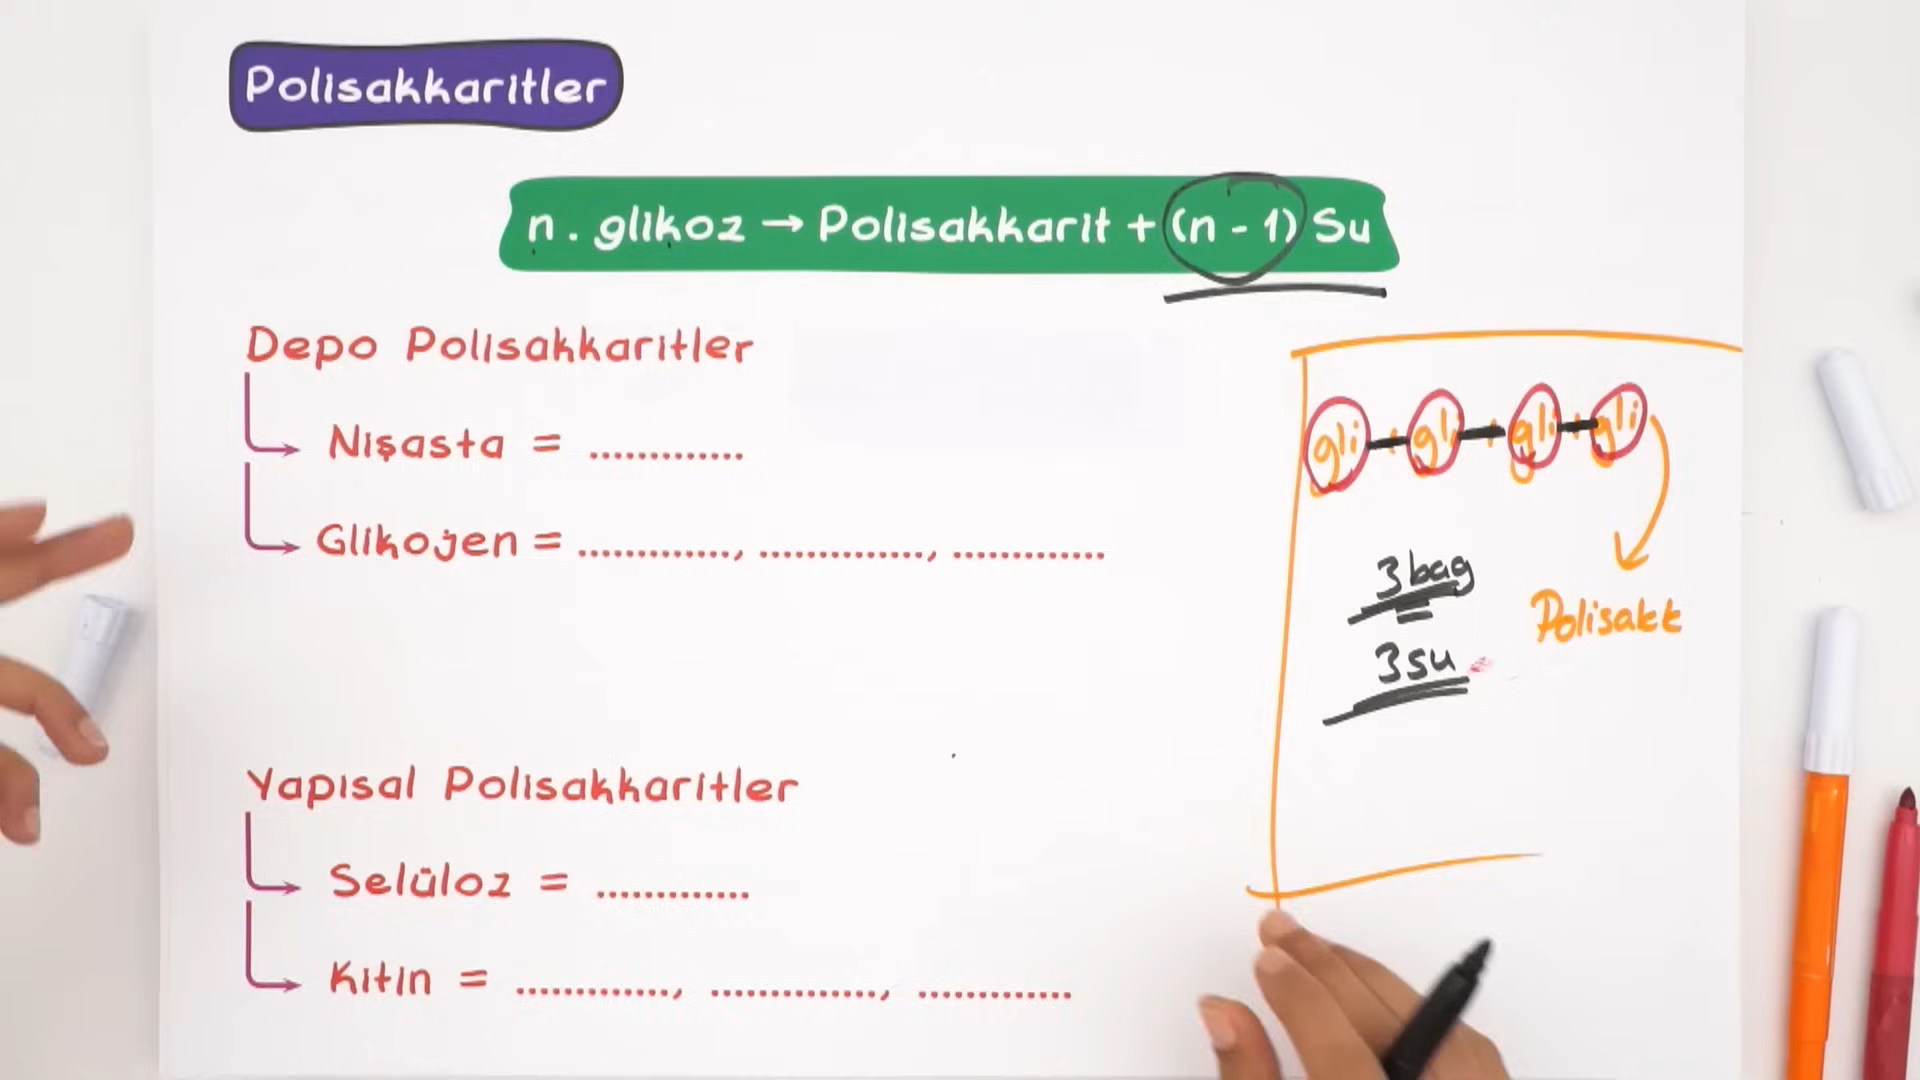 Polisakkaritler
n . glikoz → Polisakkarit + (n - 1) Su
Depo Polisakkaritler
Nişasta = .............
Glikojen = ............., .............., .............
gli + gli + gli + gli
3 bag
3 su
Polisakk
Yapısal Polisakkaritler
Selüloz = .............
Kitin = ............., .............., .............